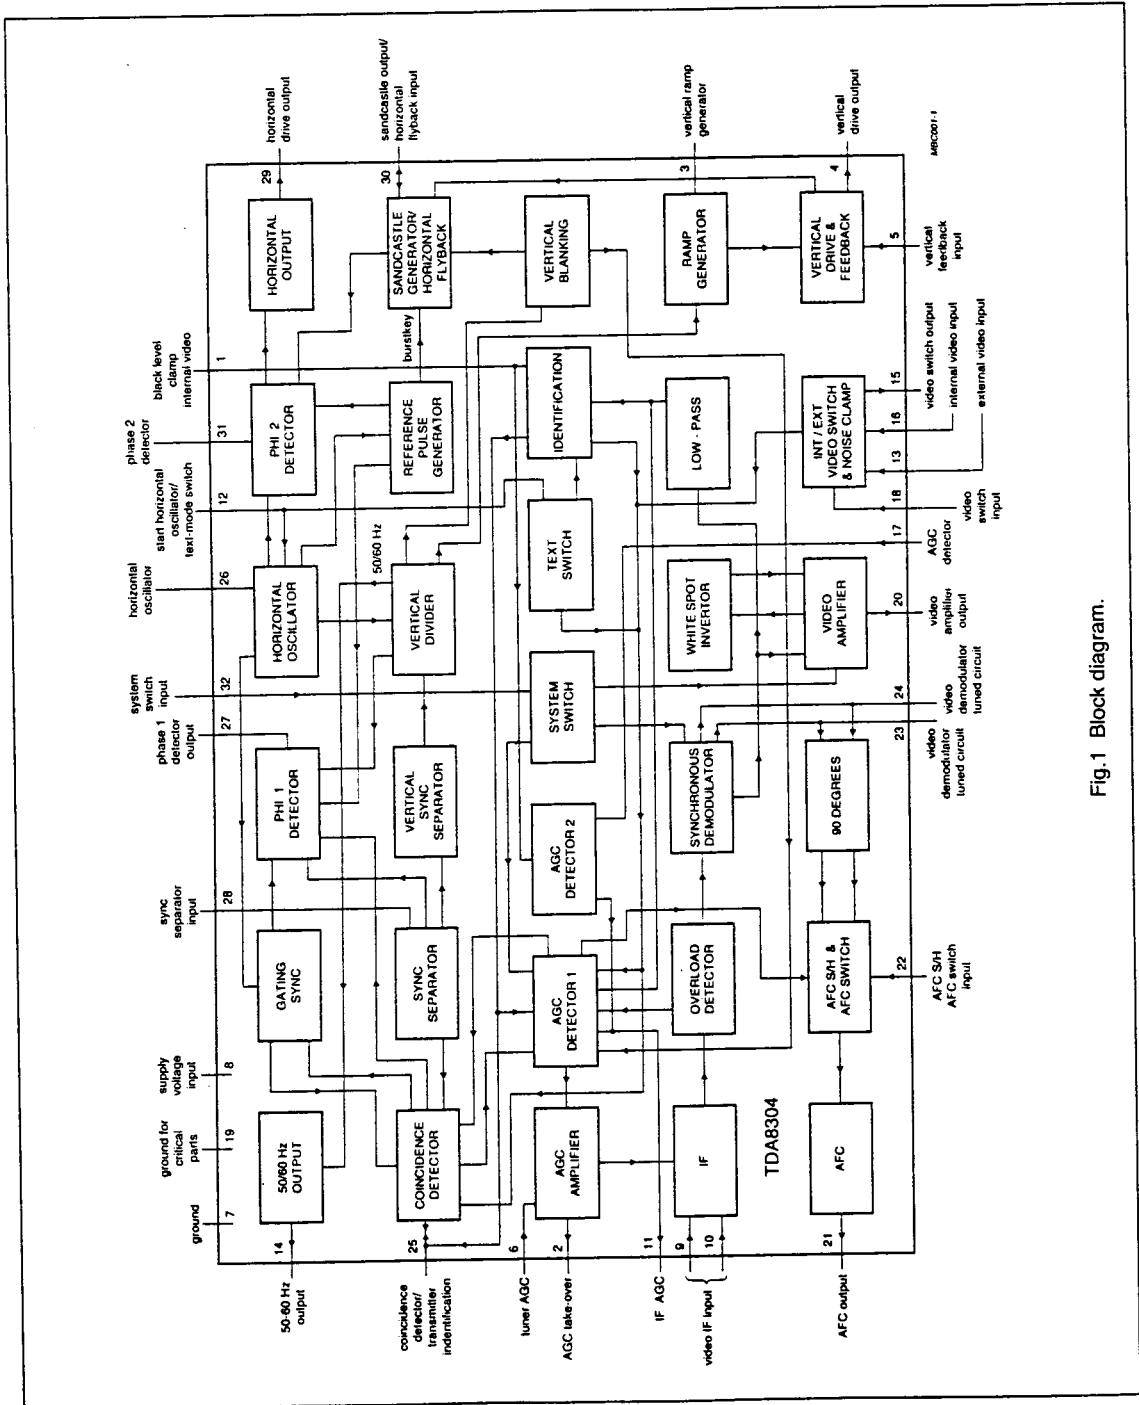 ground
7
ground for
critical
parts
19
supply
voltage
input
8
sync
separator
input
28
phase 1
detector
output
27
system
switch
input
32
horizontal
oscillator
26
start horizontal
oscillator/
text-mode switch
12
phase 2
detector
31
black level
clamp
internal video
1
50-60 Hz
output
14
50/60 Hz
OUTPUT
GATING
SYNC
PHI 1
DETECTOR
HORIZONTAL
OSCILLATOR
PHI 2
DETECTOR
HORIZONTAL
OUTPUT
29
horizontal
drive output
50/60 Hz
burstkey
coincidence
detector/
transmitter
indentification
25
COINCIDENCE
DETECTOR
SYNC
SEPARATOR
VERTICAL
SYNC
SEPARATOR
VERTICAL
DIVIDER
REFERENCE
PULSE
GENERATOR
SANDCASTLE
GENERATOR/
HORIZONTAL
FLYBACK
30
sandcastle output/
horizontal
flyback input
tuner AGC
6
AGC take-over
2
AGC
AMPLIFIER
AGC
DETECTOR 1
AGC
DETECTOR 2
SYSTEM
SWITCH
TEXT
SWITCH
IDENTIFICATION
VERTICAL
BLANKING
IF AGC
11
9
10
video IF input
IF
OVERLOAD
DETECTOR
SYNCHRONOUS
DEMODULATOR
WHITE SPOT
INVERTOR
LOW - PASS
RAMP
GENERATOR
3
vertical ramp
generator
TDA8304
AFC output
21
AFC
AFC S/H &
AFC SWITCH
90 DEGREES
VIDEO
AMPLIFIER
INT / EXT
VIDEO SWITCH
& NOISE CLAMP
VERTICAL
DRIVE &
FEEDBACK
4
vertical
drive output
22
AFC S/H
AFC switch
input
23
video
demodulator
tuned circuit
24
video
demodulator
tuned circuit
20
video
amplifier
output
17
AGC
detector
18
video
switch
input
13
external video input
16
internal video input
15
video switch output
5
vertical
feedback
input
MBC001-1
Fig.1 Block diagram.